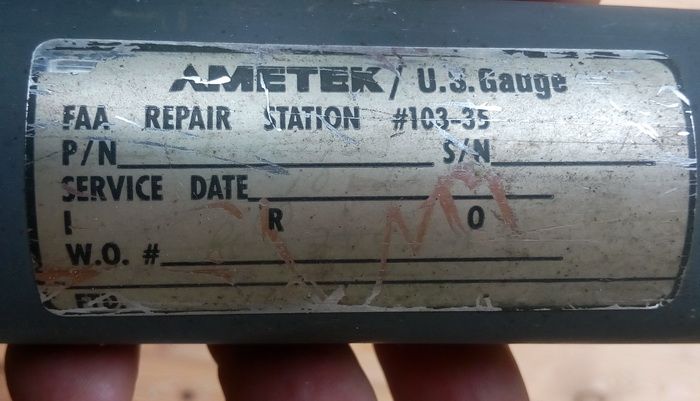 AMETEK / U.S. Gauge
FAA REPAIR STATION #103-35
P/N S/N
SERVICE DATE
I R O
W.O. #